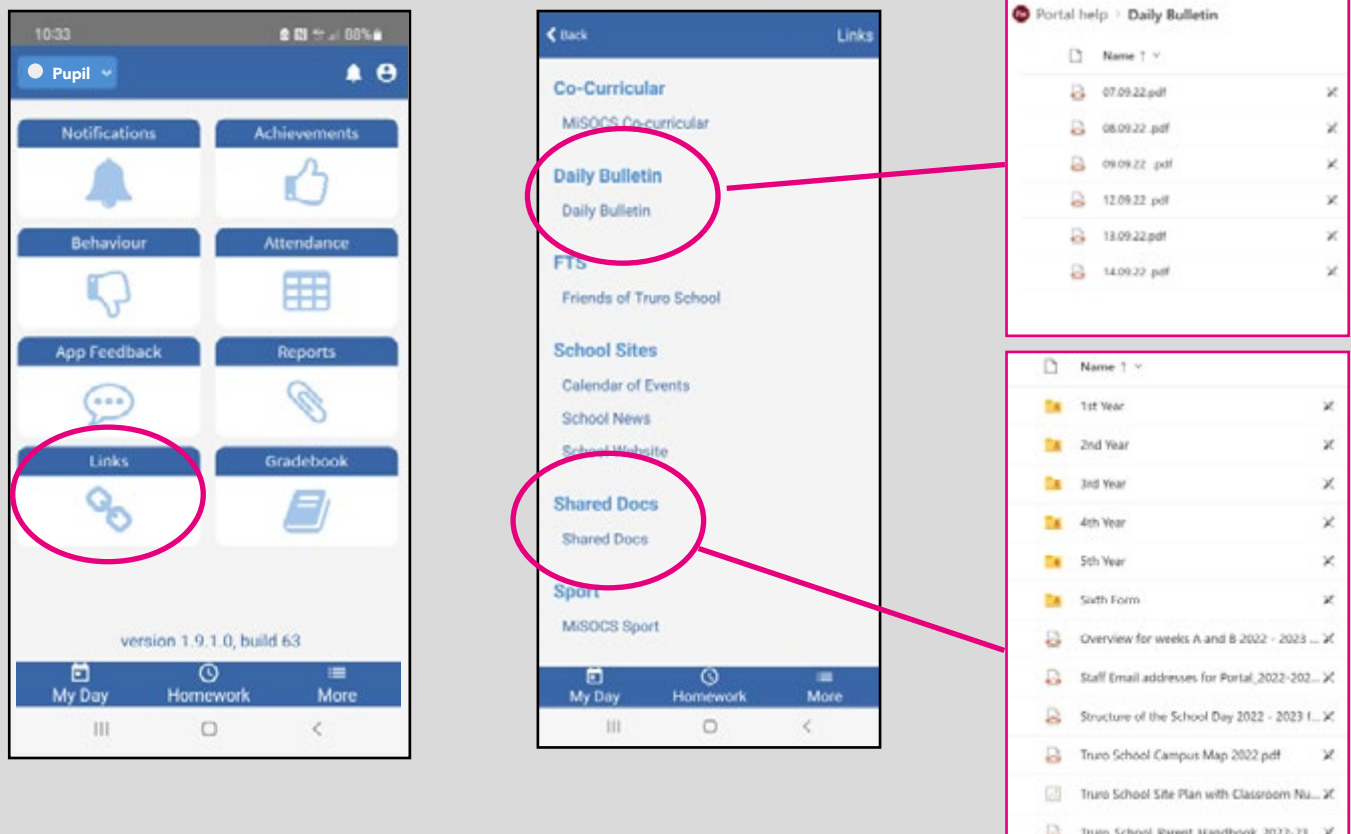 10:33
88%
Pupil
Notifications Achievements
Behaviour Attendance
App Feedback Reports
Links Gradebook
version 1.9.1.0, build 63
My Day Homework More
Back Links
Co-Curricular
MiSOCS Co-curricular
Daily Bulletin
Daily Bulletin
FTS
Friends of Truro School
School Sites
Calendar of Events
School News
School Website
Shared Docs
Shared Docs
Sport
MiSOCS Sport
My Day Homework More
Portal help > Daily Bulletin
Name ↑
07.09.22.pdf
08.09.22 .pdf
09.09.22 .pdf
12.09.22 .pdf
13.09.22.pdf
14.09.22 .pdf
Name ↑
1st Year
2nd Year
3rd Year
4th Year
5th Year
Sixth Form
Overview for weeks A and B 2022 - 2023 ...
Staff Email addresses for Portal_2022-202...
Structure of the School Day 2022 - 2023 f...
Truro School Campus Map 2022.pdf
Truro School Site Plan with Classroom Nu...
Truro School Parent Handbook 2022-23